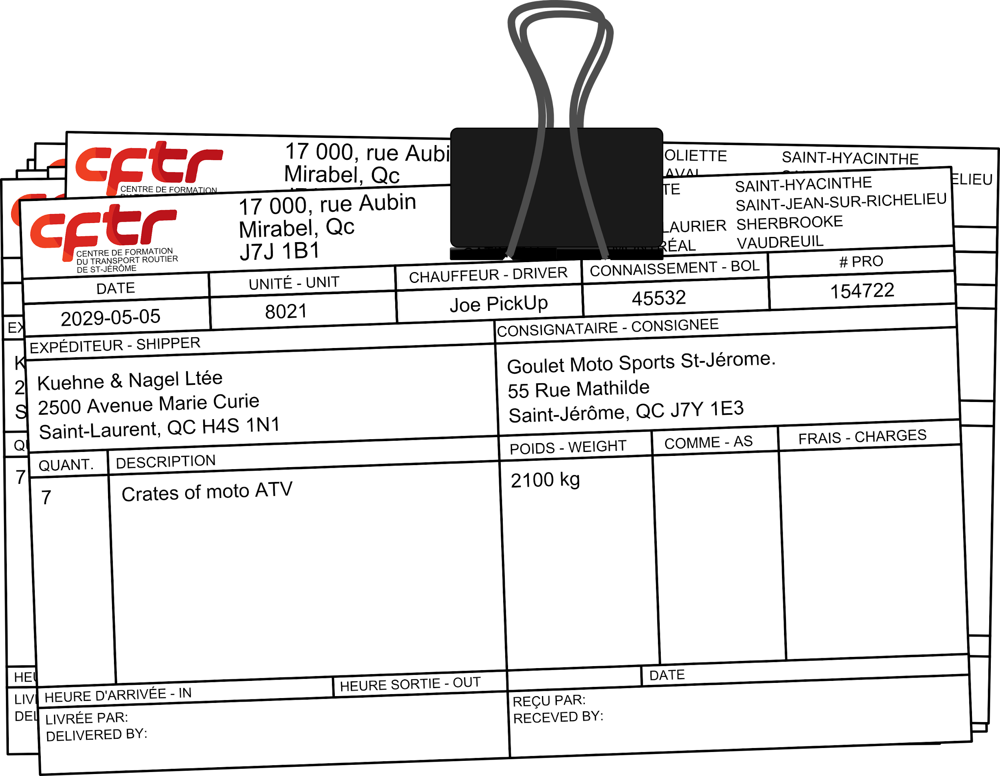 17 000, rue Aubi
Mirabel, Qc
CENTRE DE FORMATION
OLIETTE SAINT-HYACINTHE
ELIEU
cftr
CENTRE DE FORMATION
DU TRANSPORT ROUTIER
DE ST-JÉRÔME
17 000, rue Aubin
Mirabel, Qc
J7J 1B1
TE SAINT-HYACINTHE
SAINT-JEAN-SUR-RICHELIEU
LAURIER SHERBROOKE
RÉAL VAUDREUIL
DATE UNITÉ - UNIT CHAUFFEUR - DRIVER CONNAISSEMENT - BOL # PRO
2029-05-05 8021 Joe PickUp 45532 154722
EXPÉDITEUR - SHIPPER CONSIGNATAIRE - CONSIGNEE
Kuehne & Nagel Ltée
2500 Avenue Marie Curie
Saint-Laurent, QC H4S 1N1
Goulet Moto Sports St-Jérome.
55 Rue Mathilde
Saint-Jérôme, QC J7Y 1E3
QUANT. DESCRIPTION POIDS - WEIGHT COMME - AS FRAIS - CHARGES
7 Crates of moto ATV 2100 kg
HEURE D'ARRIVÉE - IN HEURE SORTIE - OUT DATE
LIVRÉE PAR:
DELIVERED BY:
REÇU PAR:
RECEVED BY:
EX
K
2
S
QU
7
HEU
LIV
DEL